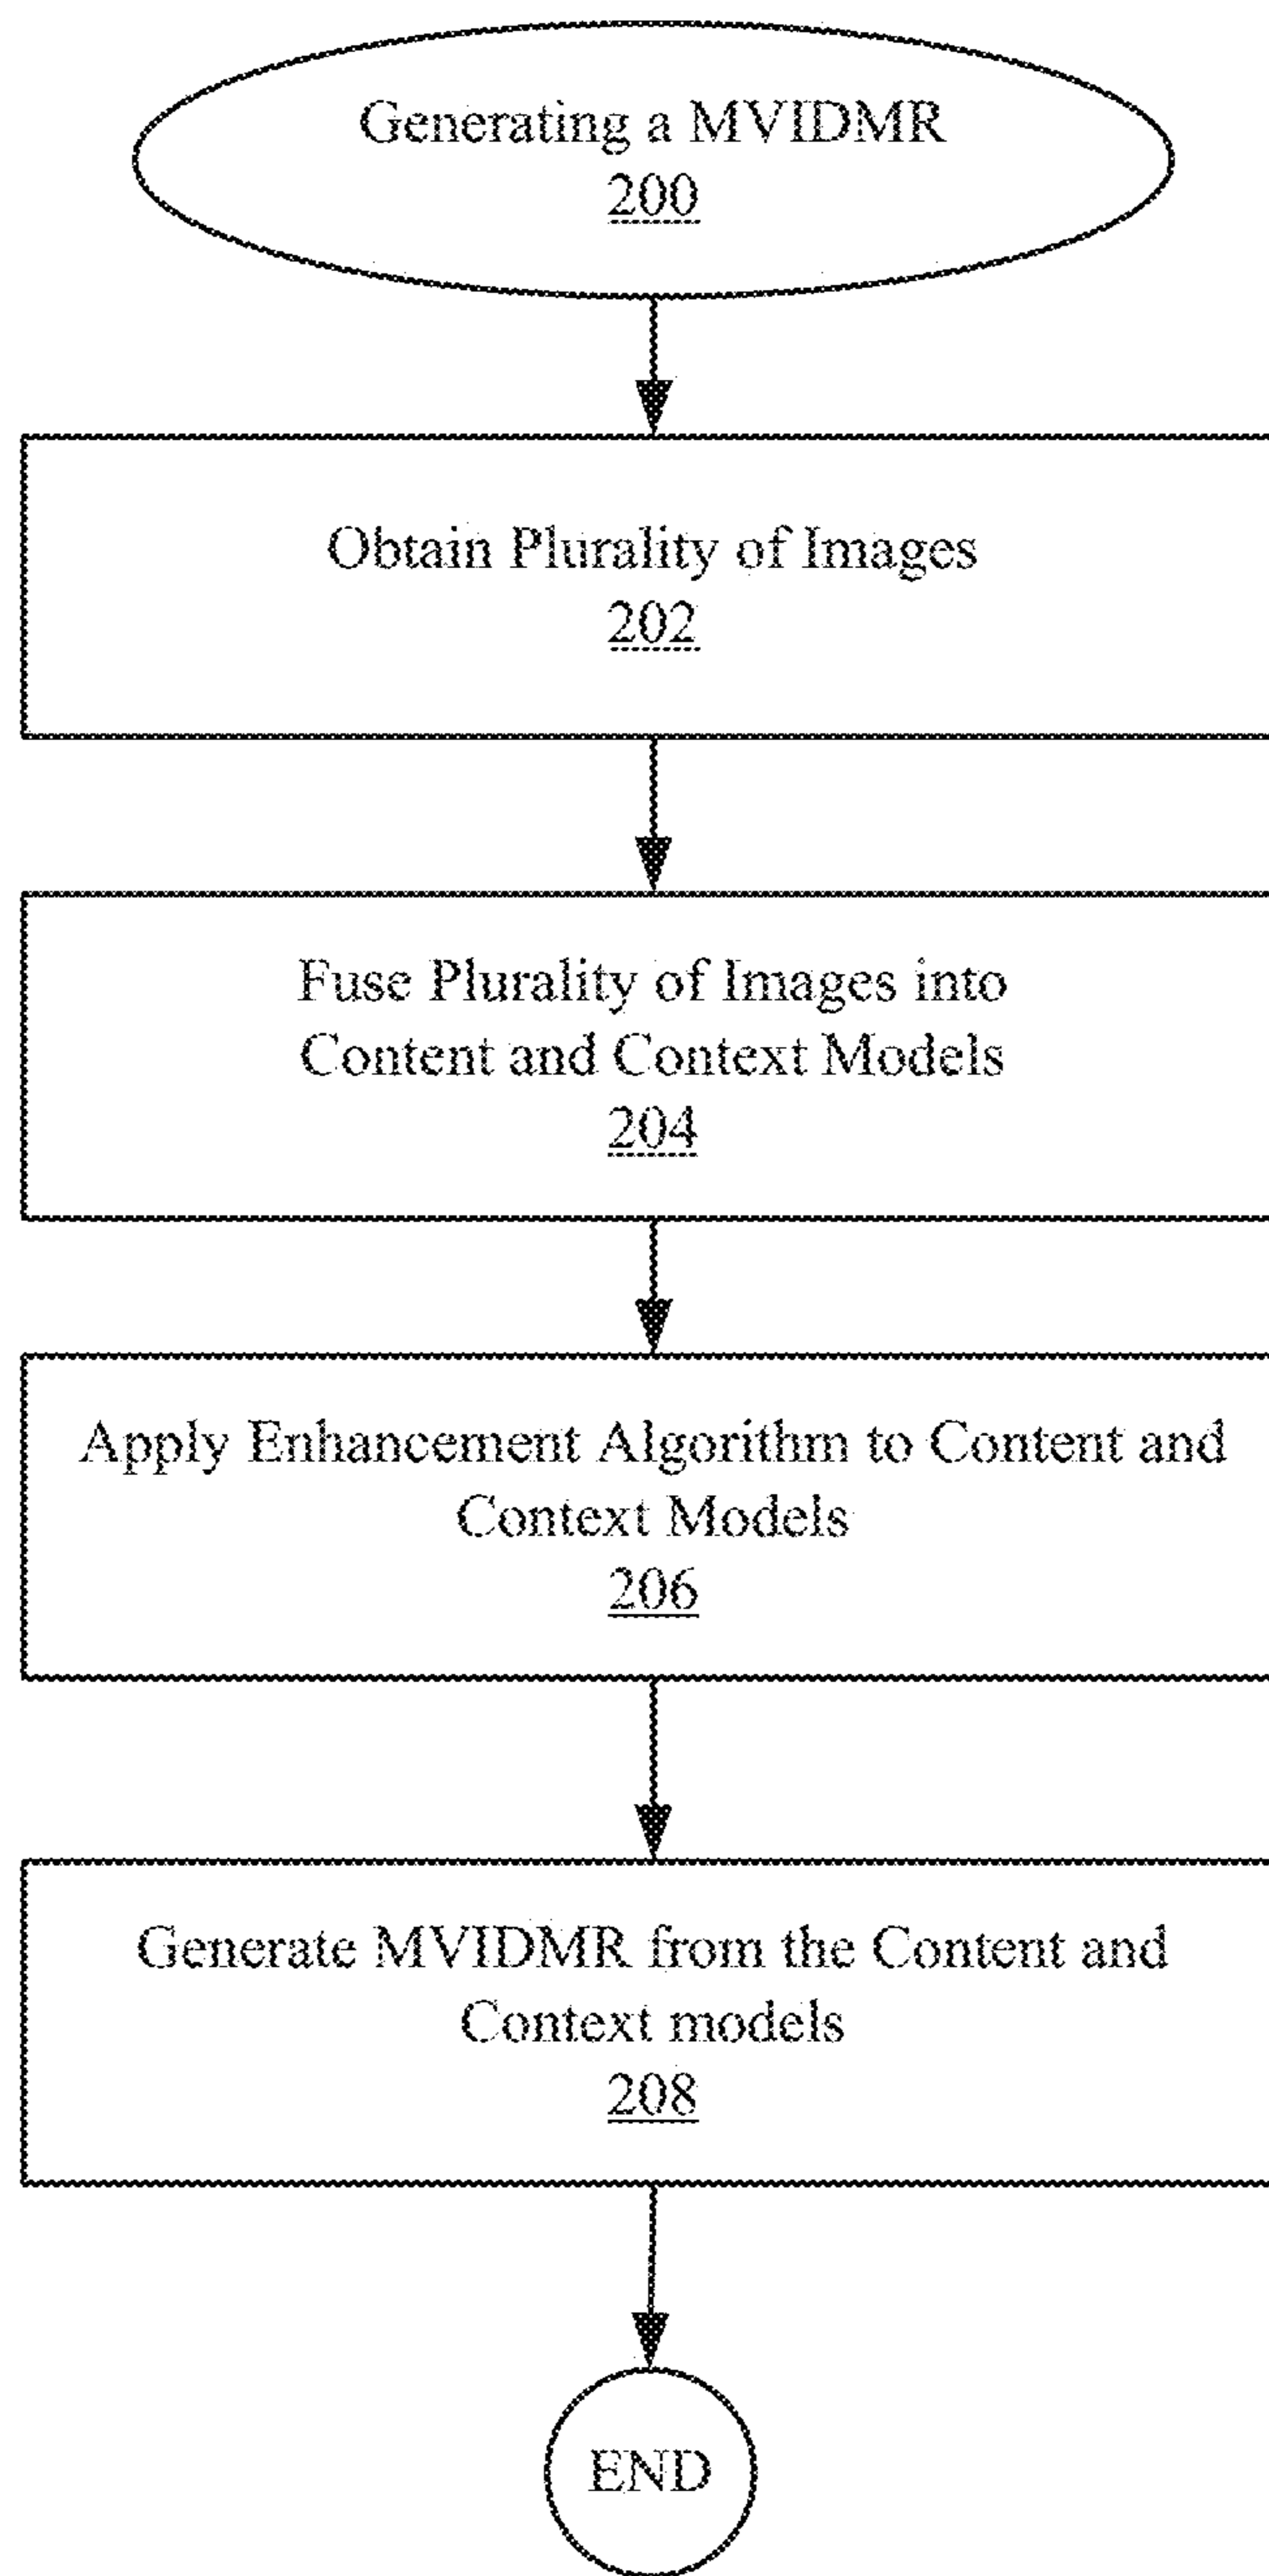 Generating a MVIDMR
200
Obtain Plurality of Images
202
Fuse Plurality of Images into
Content and Context Models
204
Apply Enhancement Algorithm to Content and
Context Models
206
Generate MVIDMR from the Content and
Context models
208
END